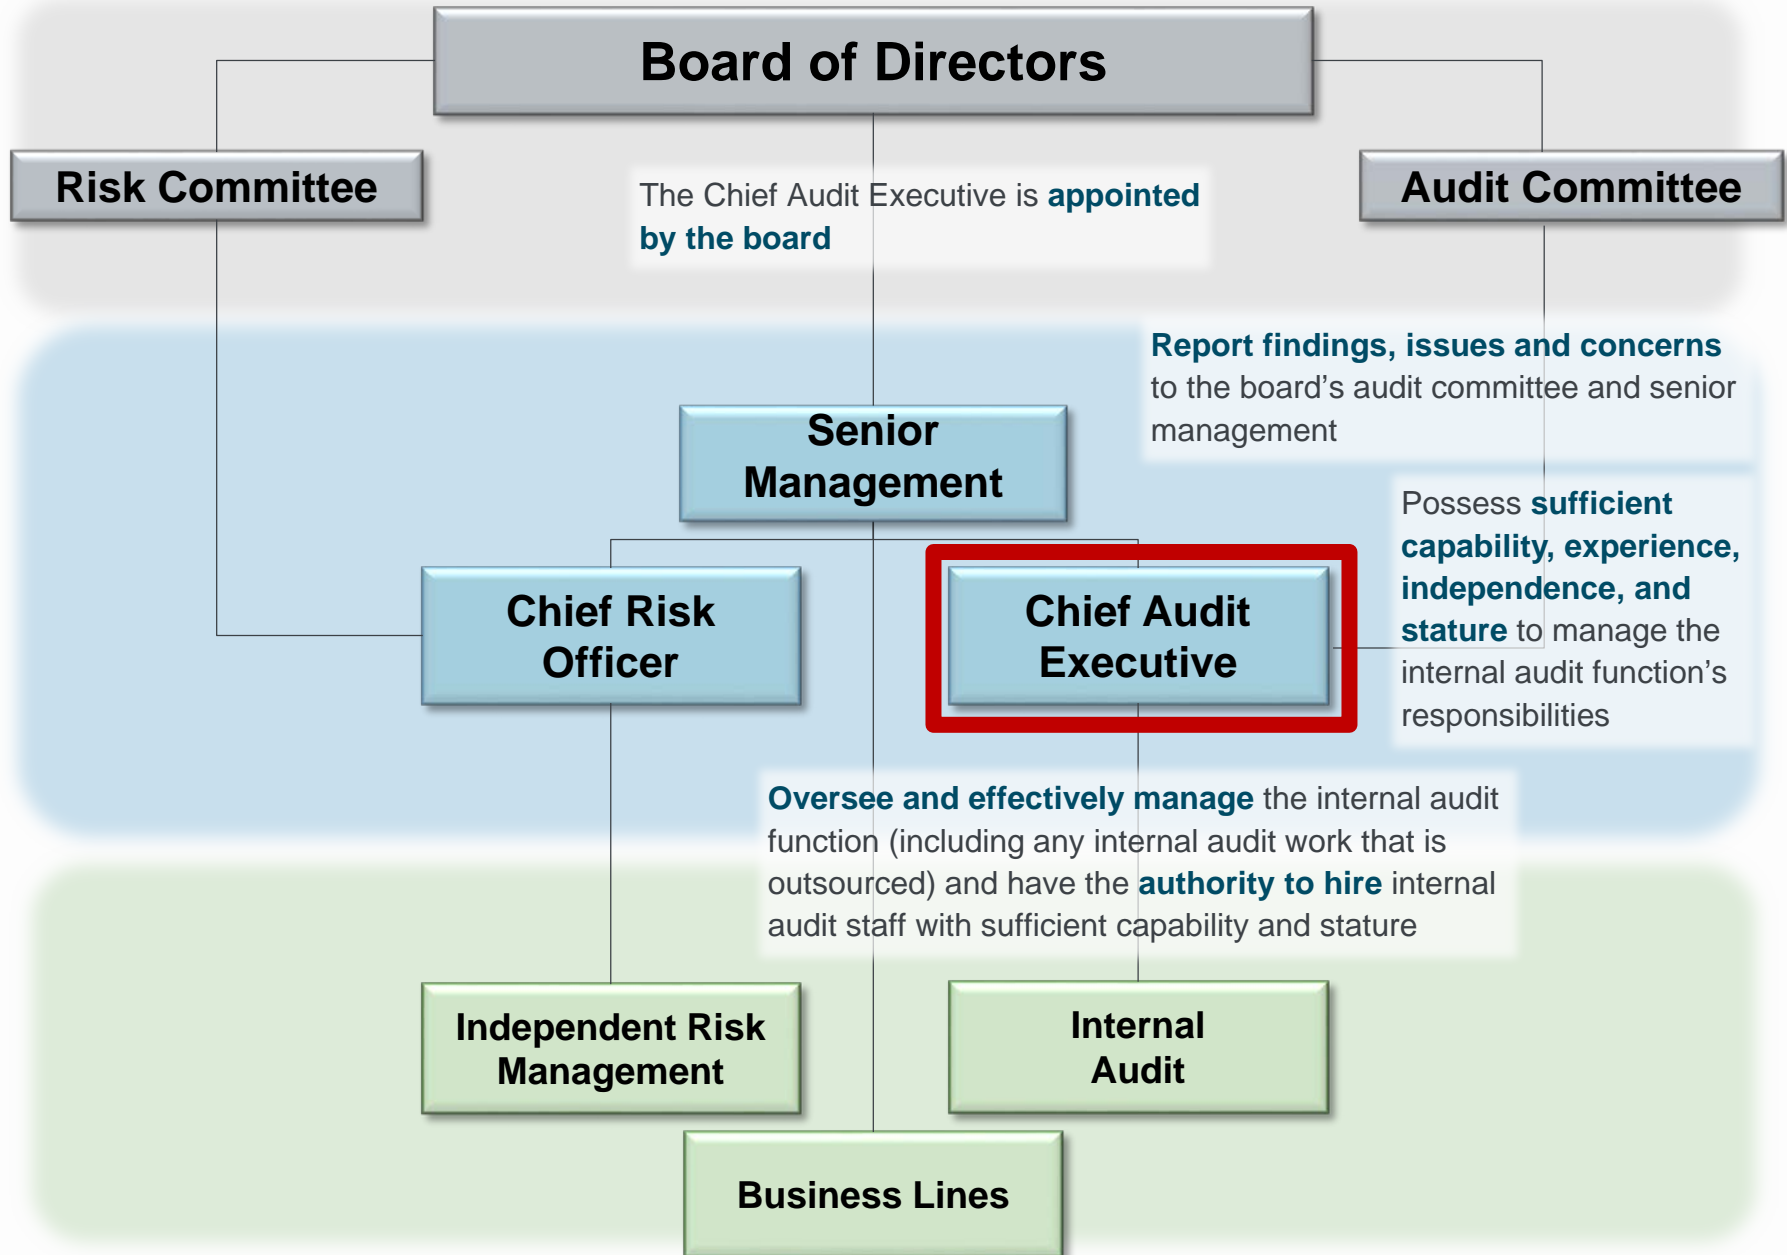 Board of Directors
Risk Committee
Audit Committee
The Chief Audit Executive is appointed
by the board
Report findings, issues and concerns
to the board’s audit committee and senior
management
Senior
Management
Possess sufficient
capability, experience,
independence, and
stature to manage the
internal audit function’s
responsibilities
Chief Risk
Officer
Chief Audit
Executive
Oversee and effectively manage the internal audit
function (including any internal audit work that is
outsourced) and have the authority to hire internal
audit staff with sufficient capability and stature
Independent Risk
Management
Internal
Audit
Business Lines